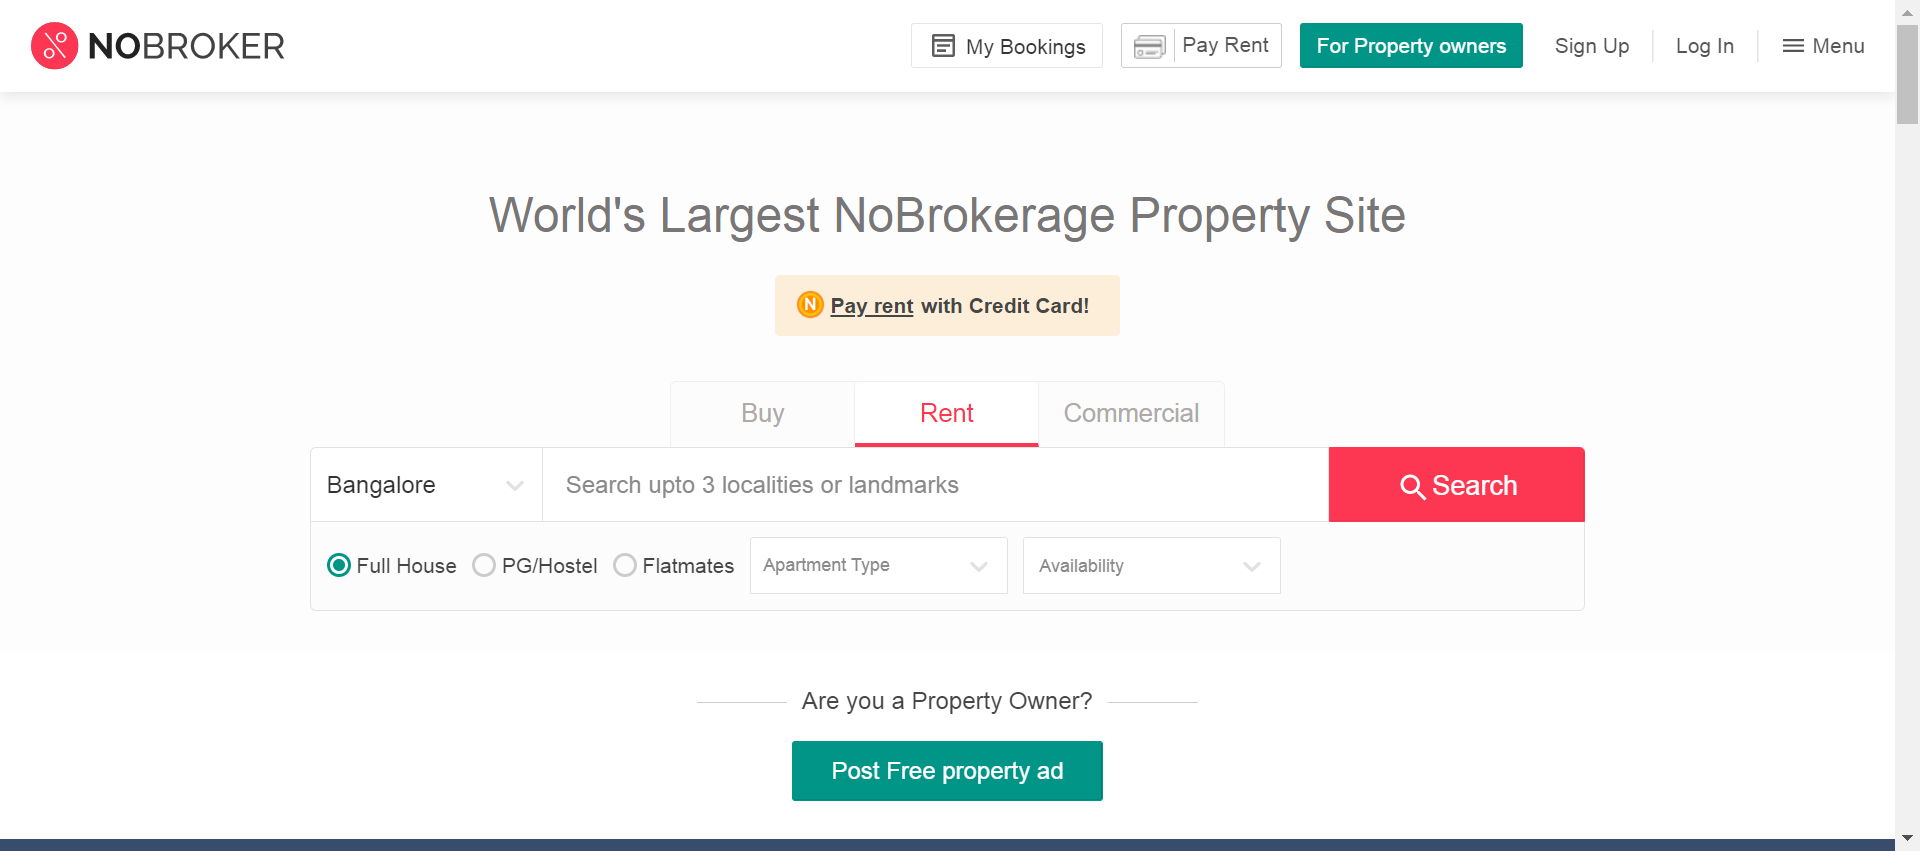 NOBROKER
My Bookings
Pay Rent
For Property owners
Sign Up
Log In
Menu
World's Largest NoBrokerage Property Site
N Pay rent with Credit Card!
Buy
Rent
Commercial
Bangalore
Search upto 3 localities or landmarks
Search
Full House
PG/Hostel
Flatmates
Apartment Type
Availability
Are you a Property Owner?
Post Free property ad